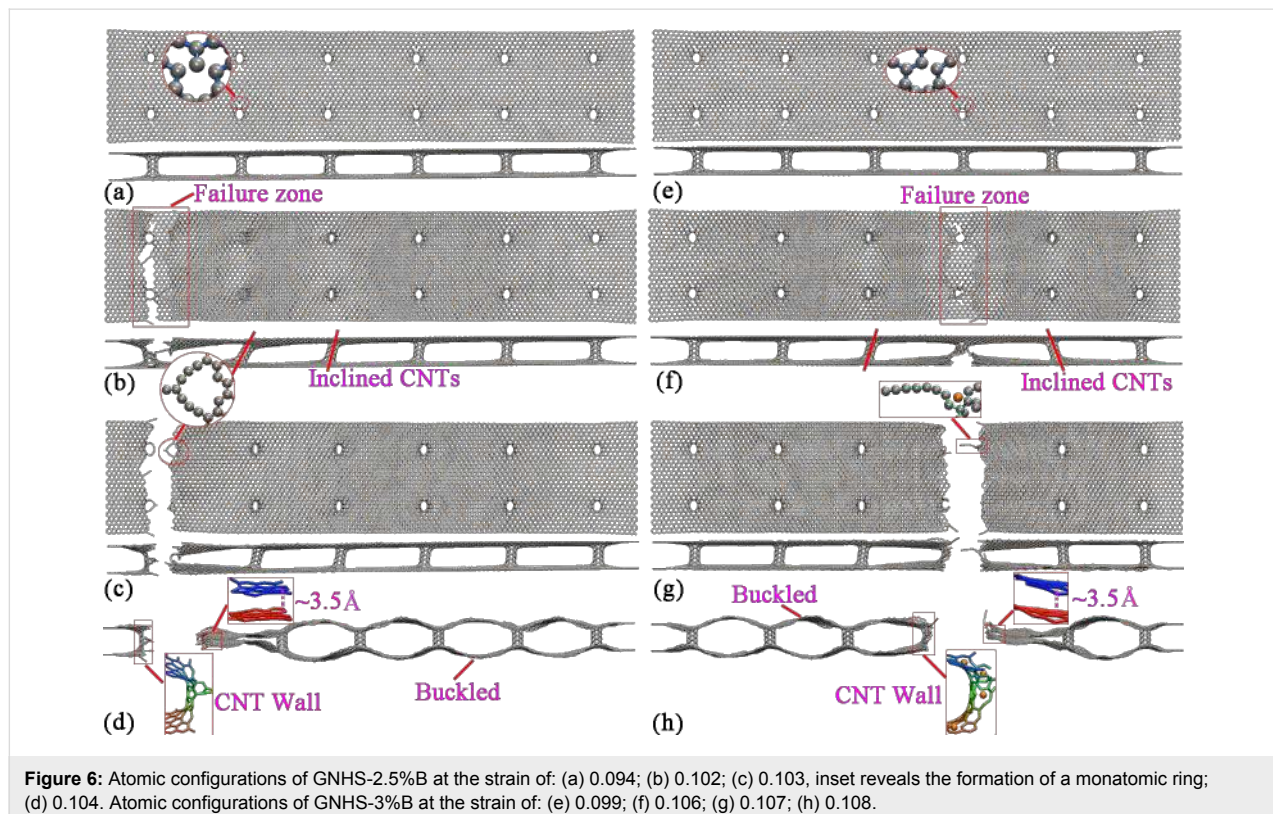 (a)
(e)
Failure zone
Failure zone
(b)
Inclined CNTs
(f)
Inclined CNTs
(c)
(g)
~3.5Å
Buckled
~3.5Å
CNT Wall
Buckled
CNT Wall
(d)
(h)
Figure 6: Atomic configurations of GNHS-2.5%B at the strain of: (a) 0.094; (b) 0.102; (c) 0.103, inset reveals the formation of a monatomic ring;
(d) 0.104. Atomic configurations of GNHS-3%B at the strain of: (e) 0.099; (f) 0.106; (g) 0.107; (h) 0.108.